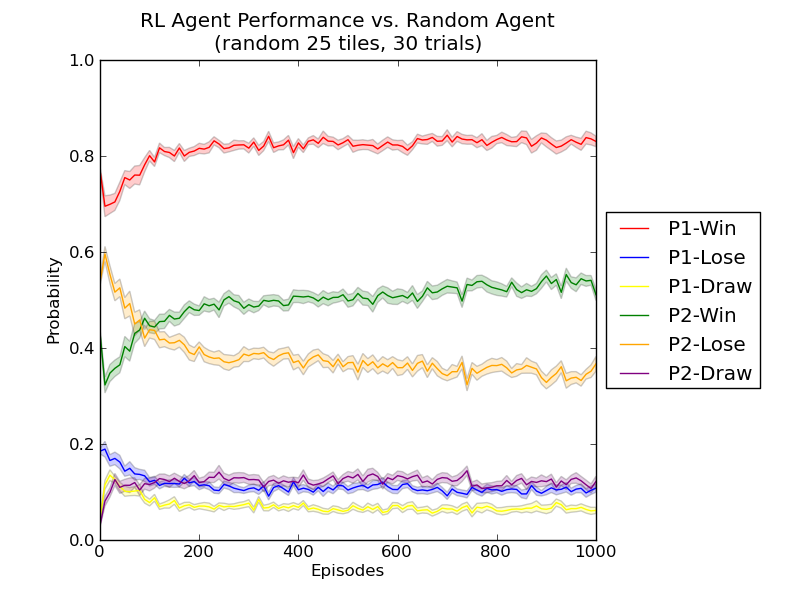 RL Agent Performance vs. Random Agent
(random 25 tiles, 30 trials)
1.0
0.8
0.6
0.4
0.2
0.0
Probability
0
200
400
600
800
1000
Episodes
P1-Win
P1-Lose
P1-Draw
P2-Win
P2-Lose
P2-Draw